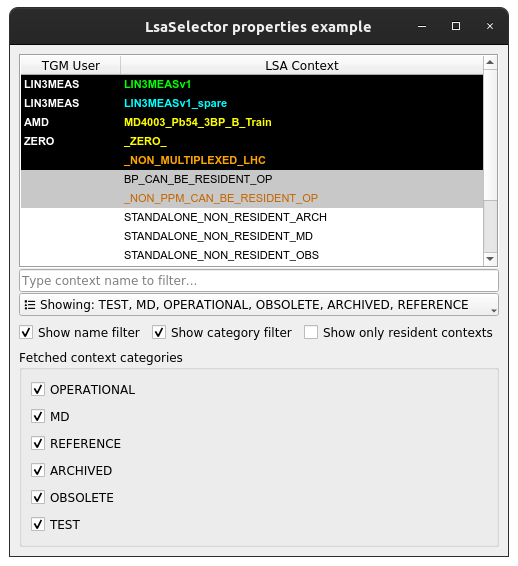 LsaSelector properties example
TGM User LSA Context
LIN3MEAS LIN3MEASv1
LIN3MEAS LIN3MEASv1_spare
AMD MD4003_Pb54_3BP_B_Train
ZERO _ZERO_
_NON_MULTIPLEXED_LHC
BP_CAN_BE_RESIDENT_OP
_NON_PPM_CAN_BE_RESIDENT_OP
STANDALONE_NON_RESIDENT_ARCH
STANDALONE_NON_RESIDENT_MD
STANDALONE_NON_RESIDENT_OBS
Type context name to filter...
Showing: TEST, MD, OPERATIONAL, OBSOLETE, ARCHIVED, REFERENCE
Show name filter Show category filter Show only resident contexts
Fetched context categories
OPERATIONAL
MD
REFERENCE
ARCHIVED
OBSOLETE
TEST